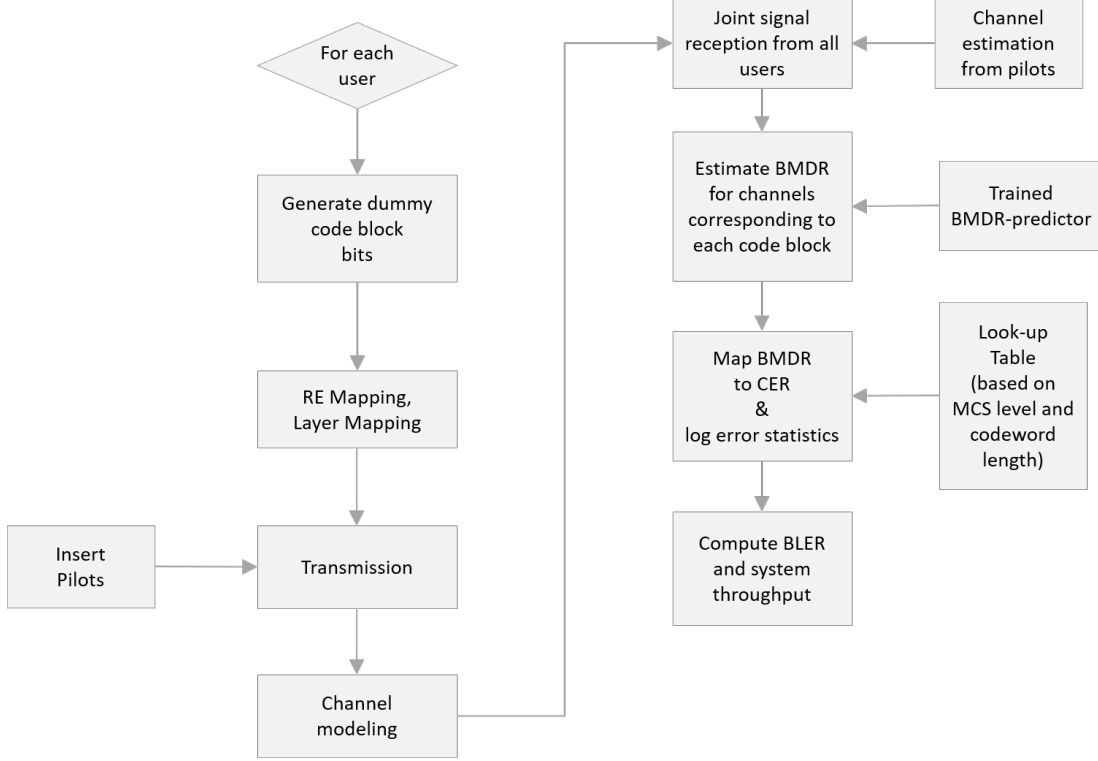 For each
user
Generate dummy
code block
bits
RE Mapping,
Layer Mapping
Insert
Pilots
Transmission
Channel
modeling
Joint signal
reception from all
users
Channel
estimation
from pilots
Estimate BMDR
for channels
corresponding to
each code block
Trained
BMDR-predictor
Map BMDR
to CER
&
log error statistics
Look-up
Table
(based on
MCS level and
codeword
length)
Compute BLER
and system
throughput